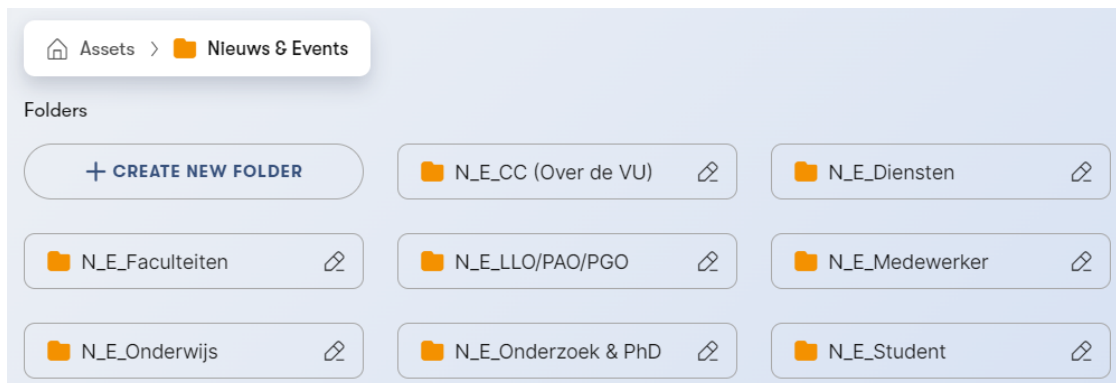 Assets > Nieuws & Events
Folders
+ CREATE NEW FOLDER
N_E_CC (Over de VU)
N_E_Diensten
N_E_Faculteiten
N_E_LLO/PAO/PGO
N_E_Medewerker
N_E_Onderwijs
N_E_Onderzoek & PhD
N_E_Student